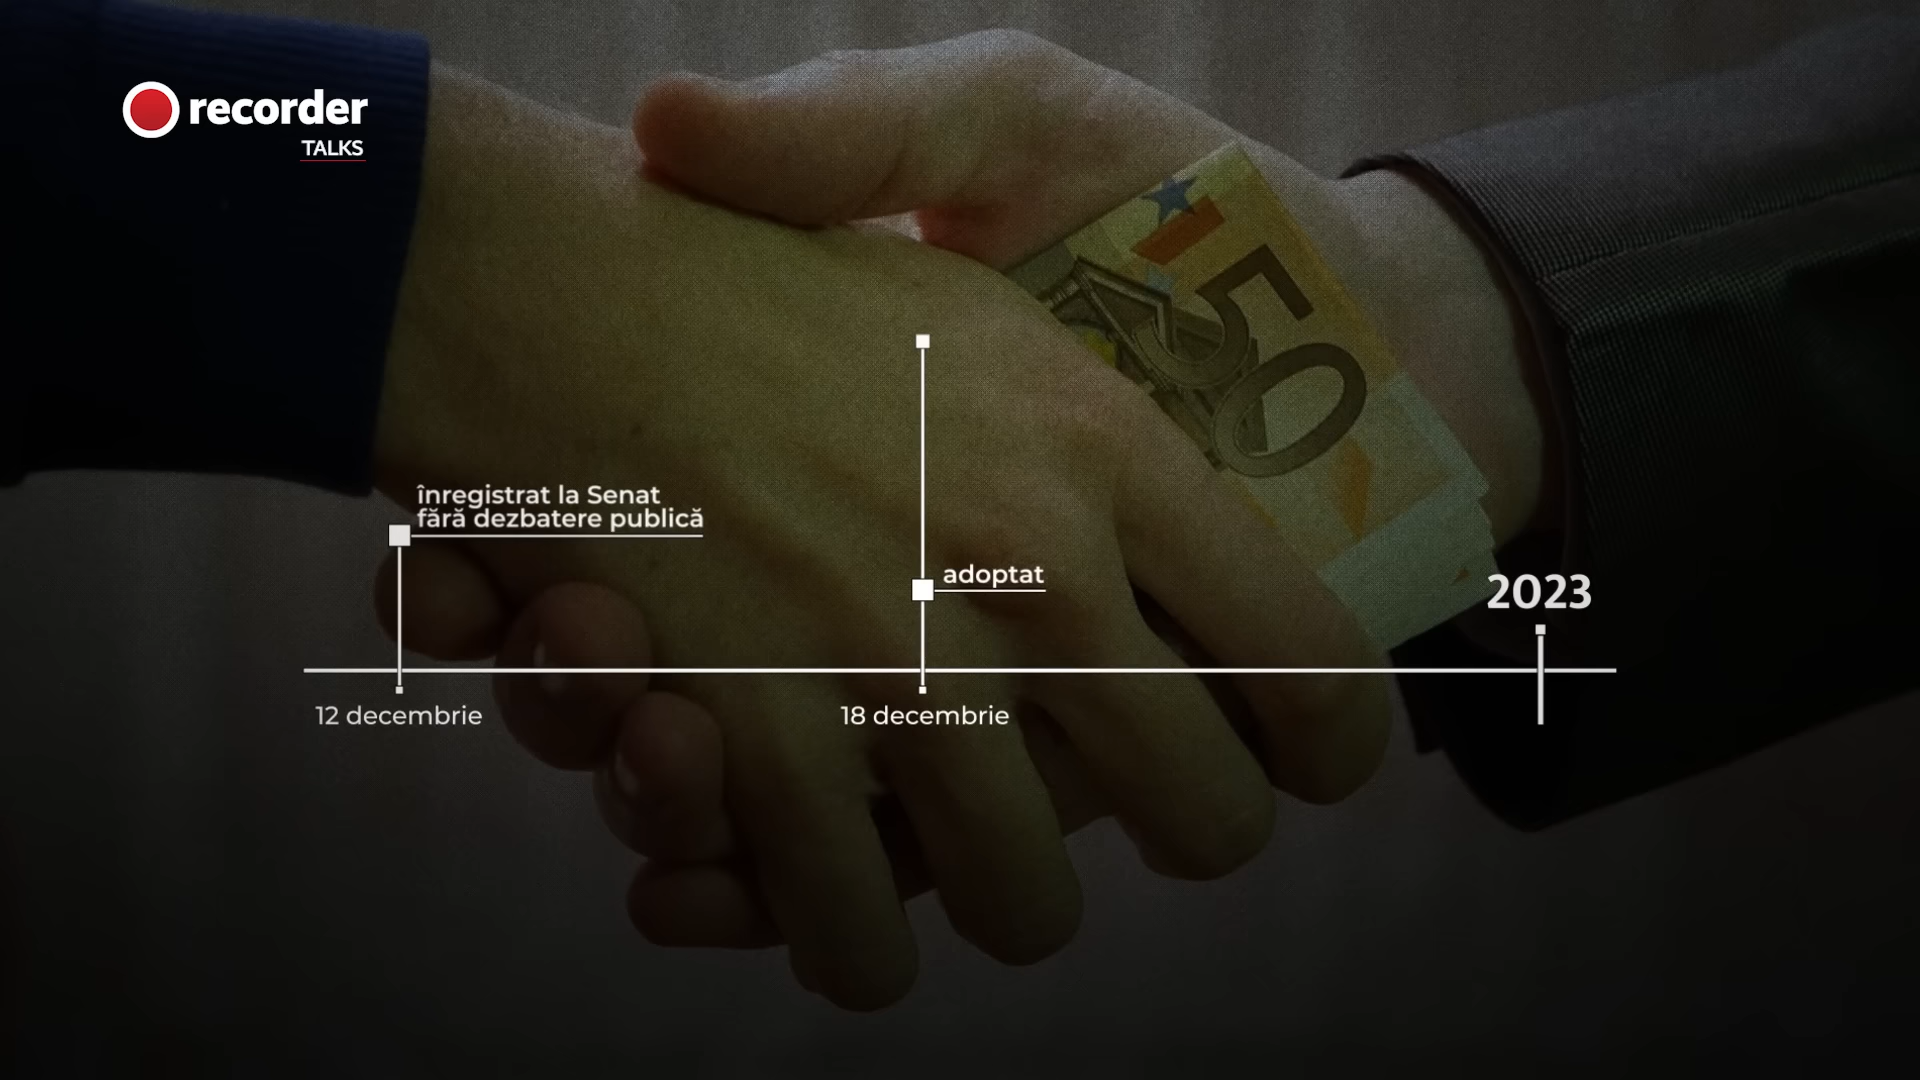 recorder
TALKS
50
înregistrat la Senat
fără dezbatere publică
adoptat
2023
12 decembrie
18 decembrie